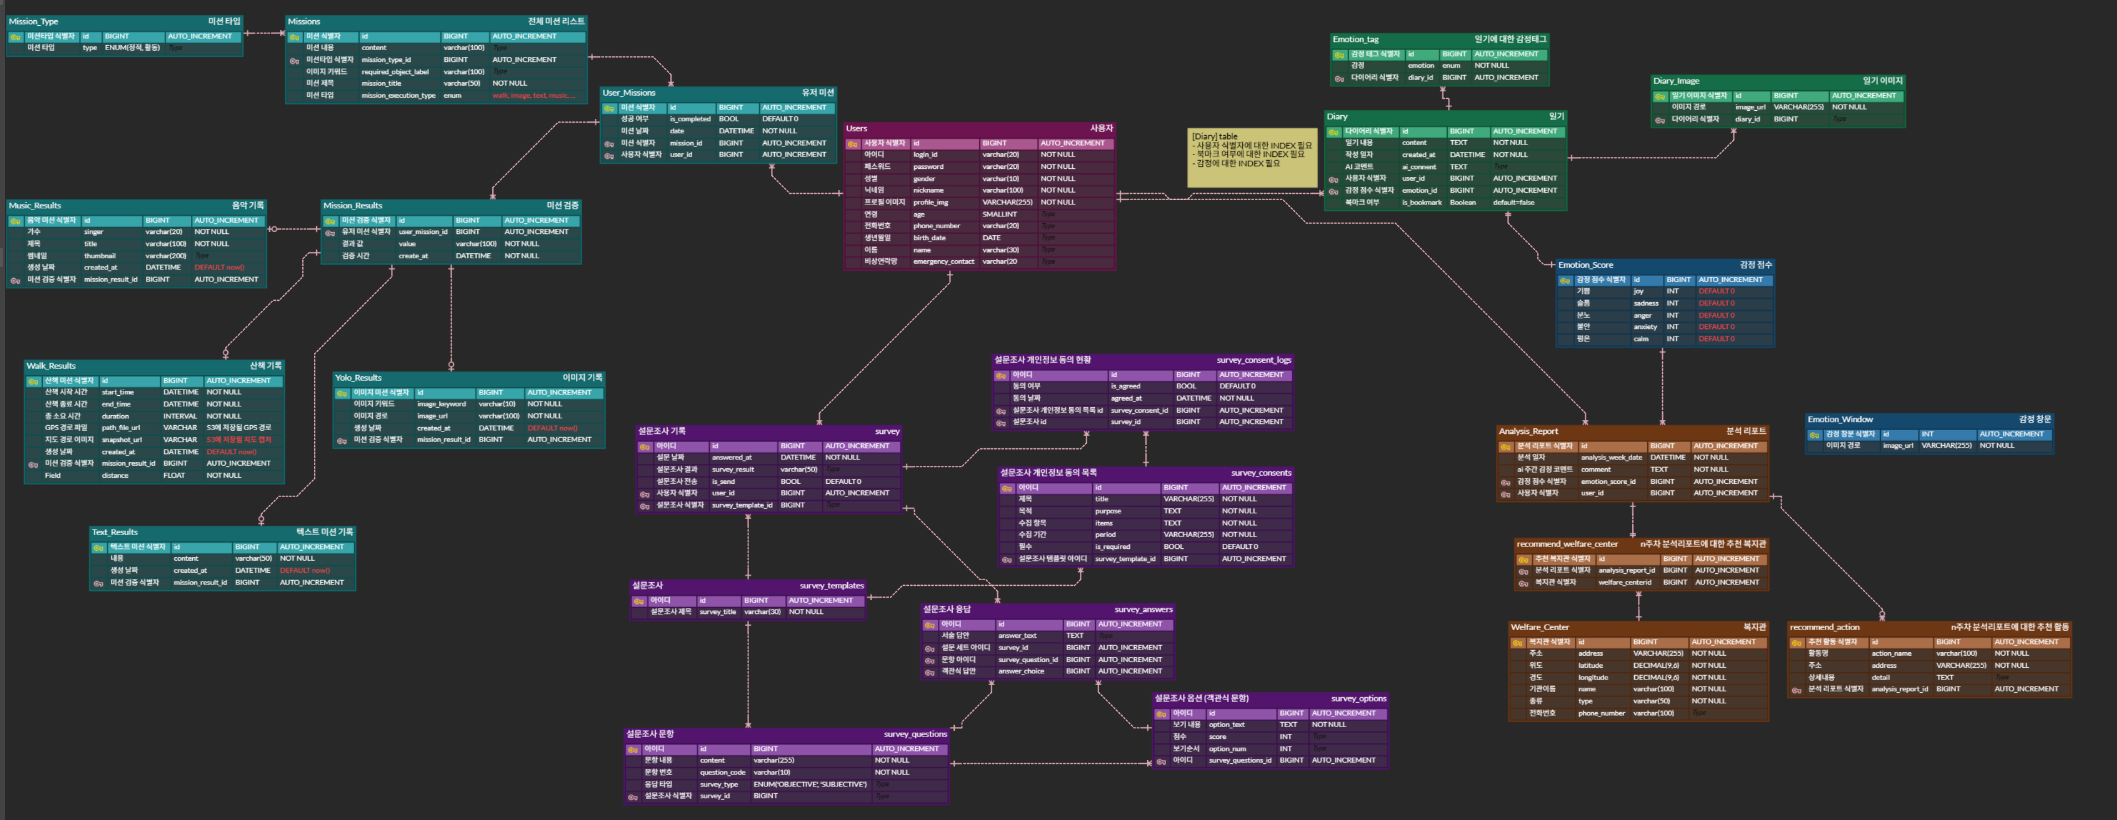 Mission_Type 미션 타입
미션타입 식별자 id BIGINT AUTO_INCREMENT
미션 타입 type ENUM(정적, 활동) Type
Missions 전체 미션 리스트
미션 식별자 id BIGINT AUTO_INCREMENT
미션 내용 content varchar(100) Type
미션타입 식별자 mission_type_id BIGINT AUTO_INCREMENT
이미지 키워드 required_object_label varchar(100) Type
미션 제목 mission_title varchar(50) NOT NULL
미션 타입 mission_execution_type enum walk, image, text, music, ...
User_Missions 유저 미션
미션 식별자 id BIGINT AUTO_INCREMENT
성공 여부 is_completed BOOL DEFAULT 0
미션 날짜 date DATETIME NOT NULL
미션 식별자 mission_id BIGINT AUTO_INCREMENT
사용자 식별자 user_id BIGINT AUTO_INCREMENT
Users 사용자
사용자 식별자 id BIGINT AUTO_INCREMENT
아이디 login_id varchar(20) NOT NULL
패스워드 password varchar(20) NOT NULL
성별 gender varchar(10) NOT NULL
닉네임 nickname varchar(100) NOT NULL
프로필 이미지 profile_img VARCHAR(255) NOT NULL
연령 age SMALLINT Type
전화번호 phone_number varchar(20) Type
생년월일 birth_date DATE Type
이름 name varchar(30) Type
비상연락망 emergency_contact varchar(20 Type
[Diary] table
- 사용자 식별자에 대한 INDEX 필요
- 북마크 여부에 대한 INDEX 필요
- 감정에 대한 INDEX 필요
Emotion_tag 일기에 대한 감정태그
감정 태그 식별자 id BIGINT AUTO_INCREMENT
감정 emotion enum NOT NULL
다이어리 식별자 diary_id BIGINT AUTO_INCREMENT
Diary 일기
다이어리 식별자 id BIGINT AUTO_INCREMENT
일기 내용 content TEXT NOT NULL
작성 일자 created_at DATETIME NOT NULL
AI 코멘트 ai_comment TEXT Type
사용자 식별자 user_id BIGINT AUTO_INCREMENT
감정 점수 식별자 emotion_id BIGINT AUTO_INCREMENT
북마크 여부 is_bookmark Boolean default=false
Diary_Image 일기 이미지
일기 이미지 식별자 id BIGINT AUTO_INCREMENT
이미지 경로 image_url VARCHAR(255) NOT NULL
다이어리 식별자 diary_id BIGINT Type
Music_Results 음악 기록
음악 미션 식별자 id BIGINT AUTO_INCREMENT
가수 singer varchar(20) NOT NULL
제목 title varchar(100) NOT NULL
썸네일 thumbnail varchar(200) Type
생성 날짜 created_at DATETIME DEFAULT now()
미션 검증 식별자 mission_result_id BIGINT AUTO_INCREMENT
Mission_Results 미션 검증
미션 검증 식별자 id BIGINT AUTO_INCREMENT
유저 미션 식별자 user_mission_id BIGINT AUTO_INCREMENT
결과 값 value varchar(100) NOT NULL
검증 시간 create_at DATETIME NOT NULL
Emotion_Score 감정 점수
감정 점수 식별자 id BIGINT AUTO_INCREMENT
기쁨 joy INT DEFAULT 0
슬픔 sadness INT DEFAULT 0
분노 anger INT DEFAULT 0
불안 anxiety INT DEFAULT 0
평온 calm INT DEFAULT 0
Walk_Results 산책 기록
산책 미션 식별자 id BIGINT AUTO_INCREMENT
산책 시작 시간 start_time DATETIME NOT NULL
산책 종료 시간 end_time DATETIME NOT NULL
총 소요 시간 duration INTERVAL NOT NULL
GPS 경로 파일 path_file_url VARCHAR S3에 저장될 GPS 경로
지도 경로 이미지 snapshot_url VARCHAR S3에 저장될 지도 캡처
생성 날짜 created_at DATETIME DEFAULT now()
미션 검증 식별자 mission_result_id BIGINT AUTO_INCREMENT
Field distance FLOAT NOT NULL
Yolo_Results 이미지 기록
이미지 미션 식별자 id BIGINT AUTO_INCREMENT
이미지 키워드 image_keyword varchar(10) NOT NULL
이미지 경로 image_url varchar(100) NOT NULL
생성 날짜 created_at DATETIME DEFAULT now()
미션 검증 식별자 mission_result_id BIGINT AUTO_INCREMENT
Text_Results 텍스트 미션 기록
텍스트 미션 식별자 id BIGINT AUTO_INCREMENT
내용 content varchar(50) NOT NULL
생성 날짜 created_at DATETIME DEFAULT now()
미션 검증 식별자 mission_result_id BIGINT AUTO_INCREMENT
설문조사 개인정보 동의 현황 survey_consent_logs
아이디 id BIGINT AUTO_INCREMENT
동의 여부 is_agreed BOOL DEFAULT 0
동의 날짜 agreed_at DATETIME NOT NULL
설문조사 개인정보 동의 목록 id survey_consent_id BIGINT AUTO_INCREMENT
설문조사 id survey_id BIGINT AUTO_INCREMENT
설문조사 기록 survey
아이디 id BIGINT AUTO_INCREMENT
설문 날짜 answered_at DATETIME NOT NULL
설문조사 결과 survey_result varchar(50) Type
설문조사 전송 is_send BOOL DEFAULT 0
사용자 식별자 user_id BIGINT AUTO_INCREMENT
설문조사 식별자 survey_template_id BIGINT Type
설문조사 개인정보 동의 목록 survey_consents
아이디 id BIGINT AUTO_INCREMENT
제목 title VARCHAR(255) NOT NULL
목적 purpose TEXT NOT NULL
수집 항목 items TEXT NOT NULL
수집 기간 period VARCHAR(255) NOT NULL
필수 is_required BOOL DEFAULT 0
설문조사 템플릿 아이디 survey_template_id BIGINT AUTO_INCREMENT
설문조사 survey_templates
아이디 id BIGINT AUTO_INCREMENT
설문조사 제목 survey_title varchar(30) NOT NULL
설문조사 응답 survey_answers
아이디 id BIGINT AUTO_INCREMENT
서술 답안 answer_text TEXT Type
설문 세트 아이디 survey_id BIGINT AUTO_INCREMENT
문항 아이디 survey_question_id BIGINT AUTO_INCREMENT
객관식 답안 answer_choice BIGINT AUTO_INCREMENT
설문조사 옵션 (객관식 문항) survey_options
아이디 id BIGINT AUTO_INCREMENT
보기 내용 option_text TEXT NOT NULL
점수 score INT Type
보기순서 option_num INT Type
아이디 survey_questions_id BIGINT AUTO_INCREMENT
설문조사 문항 survey_questions
아이디 id BIGINT AUTO_INCREMENT
문항 내용 content varchar(255) NOT NULL
문항 번호 question_code varchar(10) NOT NULL
응답 타입 survey_type ENUM('OBJECTIVE', 'SUBJECTIVE') Type
설문조사 식별자 survey_id BIGINT Type
Analysis_Report 분석 리포트
분석 리포트 식별자 id BIGINT AUTO_INCREMENT
분석 일자 analysis_week_date DATETIME NOT NULL
ai 주간 감정 코멘트 comment TEXT NOT NULL
감정 점수 식별자 emotion_score_id BIGINT AUTO_INCREMENT
사용자 식별자 user_id BIGINT AUTO_INCREMENT
Emotion_Window 감정 창문
감정 창문 식별자 id INT AUTO_INCREMENT
이미지 경로 image_url VARCHAR(255) NOT NULL
recommend_welfare_center n주차 분석리포트에 대한 추천 복지관
추천 복지관 식별자 id BIGINT AUTO_INCREMENT
분석 리포트 식별자 analysis_report_id BIGINT AUTO_INCREMENT
복지관 식별자 welfare_centerid BIGINT AUTO_INCREMENT
Welfare_Center 복지관
복지관 식별자 id BIGINT AUTO_INCREMENT
주소 address VARCHAR(255) NOT NULL
위도 latitude DECIMAL(9,6) NOT NULL
경도 longitude DECIMAL(9,6) NOT NULL
기관이름 name varchar(100) NOT NULL
종류 type varchar(50) NOT NULL
전화번호 phone_number varchar(100) Type
recommend_action n주차 분석리포트에 대한 추천 활동
추천 활동 식별자 id BIGINT AUTO_INCREMENT
활동명 action_name varchar(100) NOT NULL
주소 address VARCHAR(255) NOT NULL
상세내용 detail TEXT Type
분석 리포트 식별자 analysis_report_id BIGINT AUTO_INCREMENT